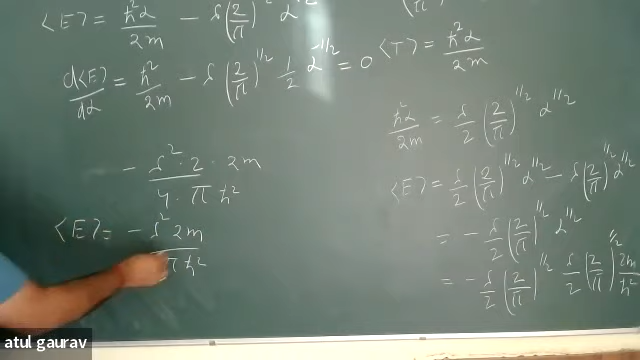 ⟨E⟩ = ℏ²α/2m − δ(2/π)^1/2 α^1/2
d⟨E⟩/dα = ℏ²/2m − δ(2/π)^1/2 1/2 α^-1/2 = 0
− δ²·2·2m/4·π ℏ²
⟨E⟩ = − δ² 2m/πℏ²
⟨T⟩ = ℏ²α/2m
ℏ²α/2m = δ/2 (2/π)^1/2 α^1/2
⟨E⟩ = δ/2 (2/π)^1/2 α^1/2 − δ(2/π)^1/2 α^1/2
= − δ/2 (2/π)^1/2 α^1/2
= − δ/2 (2/π)^1/2 δ/2 (2/π)^1/2 2m/ℏ²
atul gaurav